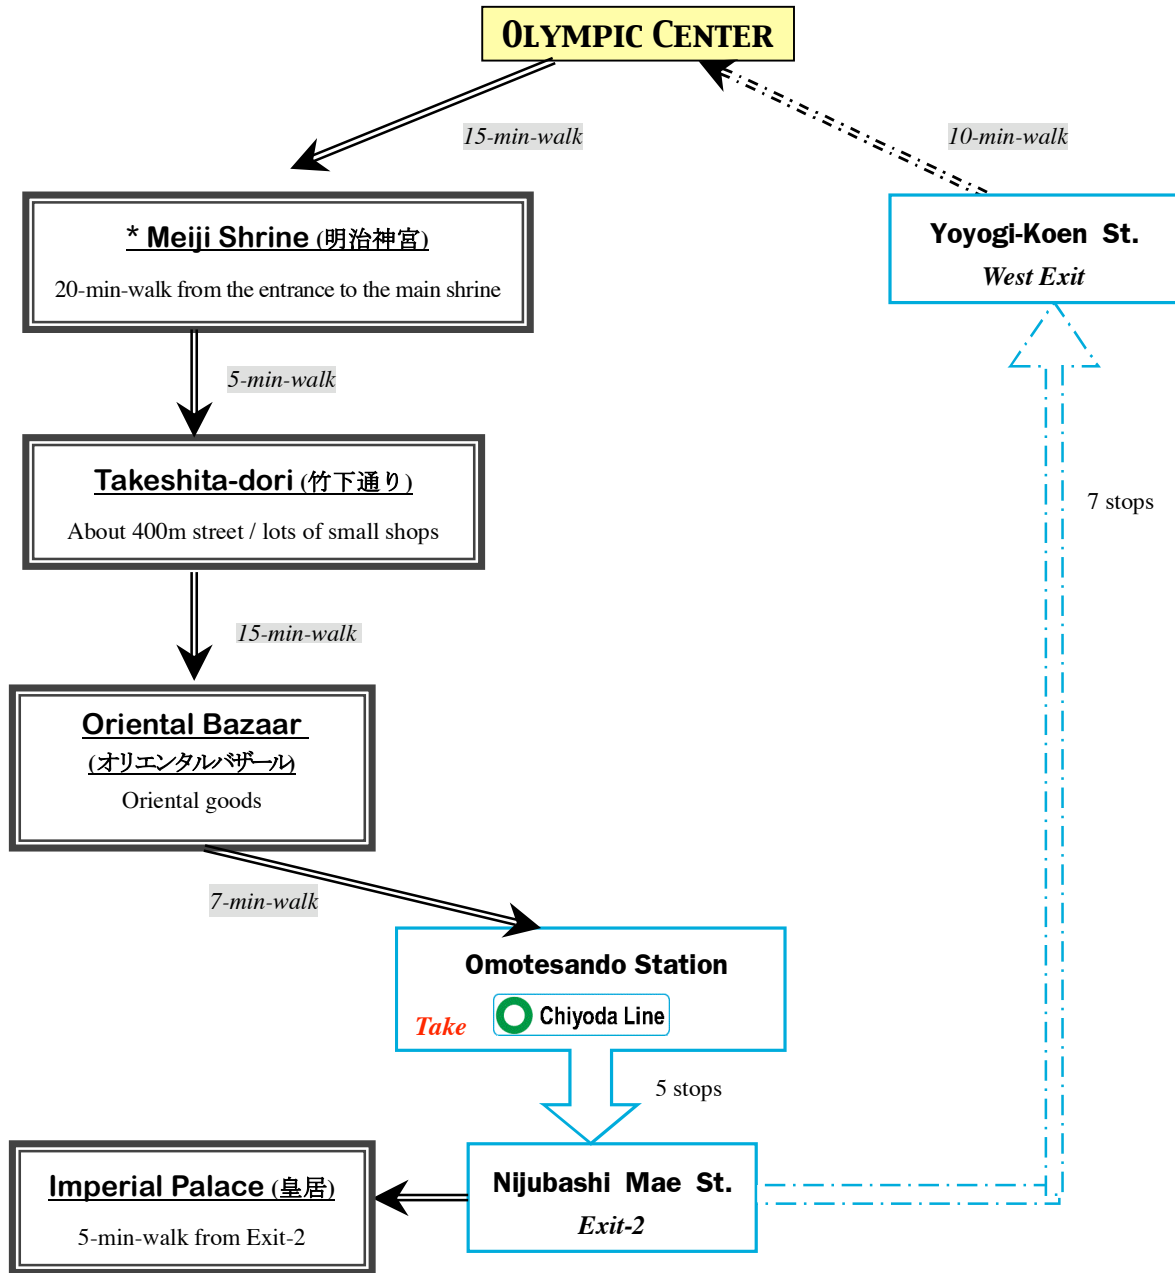 OLYMPIC CENTER
15-min-walk
10-min-walk
* Meiji Shrine (明治神宮)
20-min-walk from the entrance to the main shrine
Yoyogi-Koen St.
West Exit
5-min-walk
Takeshita-dori (竹下通り)
About 400m street / lots of small shops
7 stops
15-min-walk
Oriental Bazaar
(オリエンタルバザール)
Oriental goods
7-min-walk
Omotesando Station
Take Chiyoda Line
5 stops
Imperial Palace (皇居)
5-min-walk from Exit-2
Nijubashi Mae St.
Exit-2